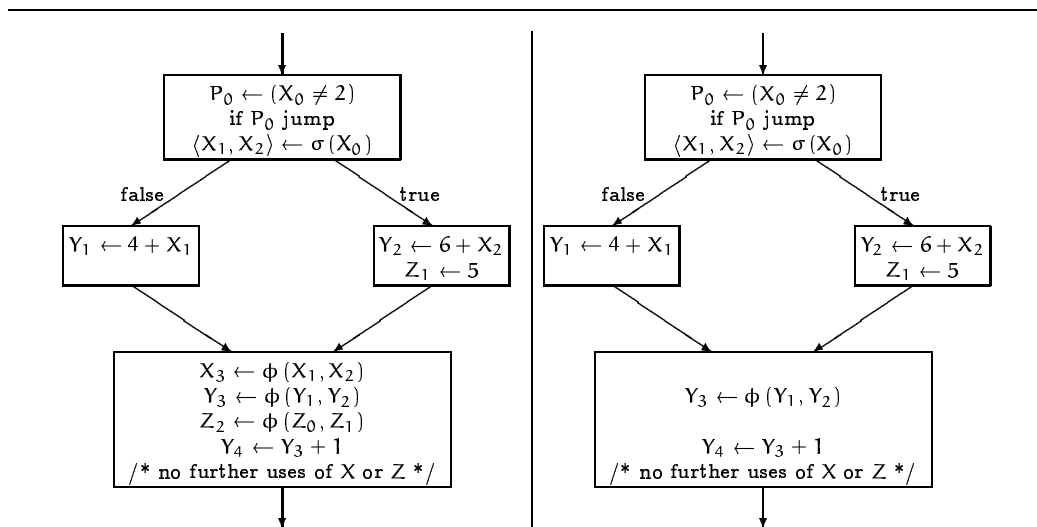 P₀ ← (X₀ ≠ 2)
if P₀ jump
⟨X₁, X₂⟩ ← σ (X₀)
false
true
Y₁ ← 4 + X₁
Y₂ ← 6 + X₂
Z₁ ← 5
X₃ ← φ (X₁, X₂)
Y₃ ← φ (Y₁, Y₂)
Z₂ ← φ (Z₀, Z₁)
Y₄ ← Y₃ + 1
/* no further uses of X or Z */
P₀ ← (X₀ ≠ 2)
if P₀ jump
⟨X₁, X₂⟩ ← σ (X₀)
false
true
Y₁ ← 4 + X₁
Y₂ ← 6 + X₂
Z₁ ← 5
Y₃ ← φ (Y₁, Y₂)
Y₄ ← Y₃ + 1
/* no further uses of X or Z */